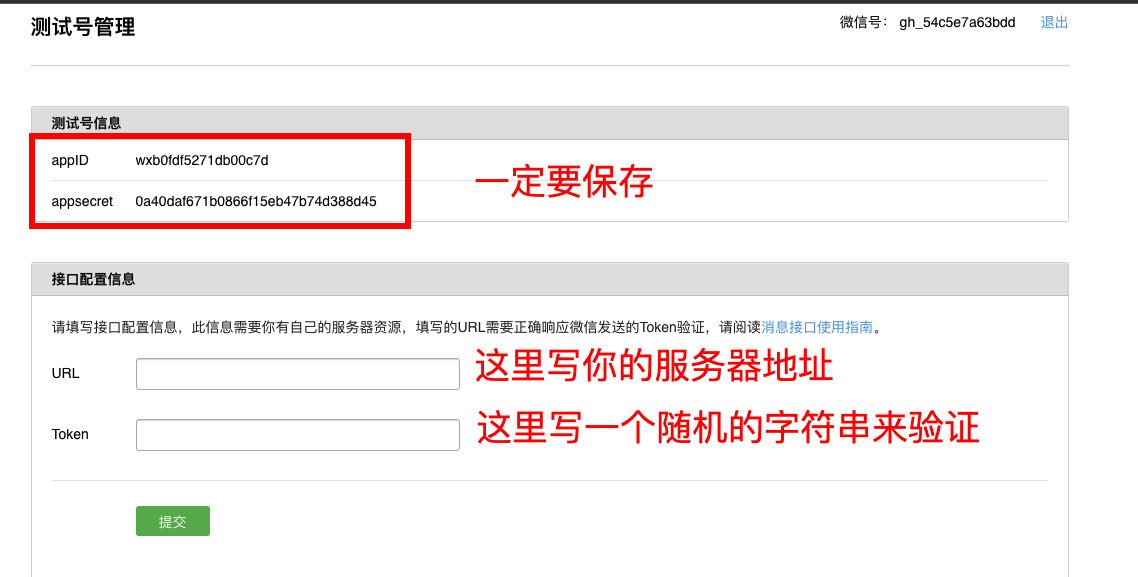 测试号管理 微信号： gh_54c5e7a63bdd 退出
测试号信息
appID wxb0fdf5271db00c7d
一定要保存
appsecret 0a40daf671b0866f15eb47b74d388d45
接口配置信息
请填写接口配置信息，此信息需要你有自己的服务器资源，填写的URL需要正确响应微信发送的Token验证，请阅读消息接口使用指南。
URL 这里写你的服务器地址
Token 这里写一个随机的字符串来验证
提交